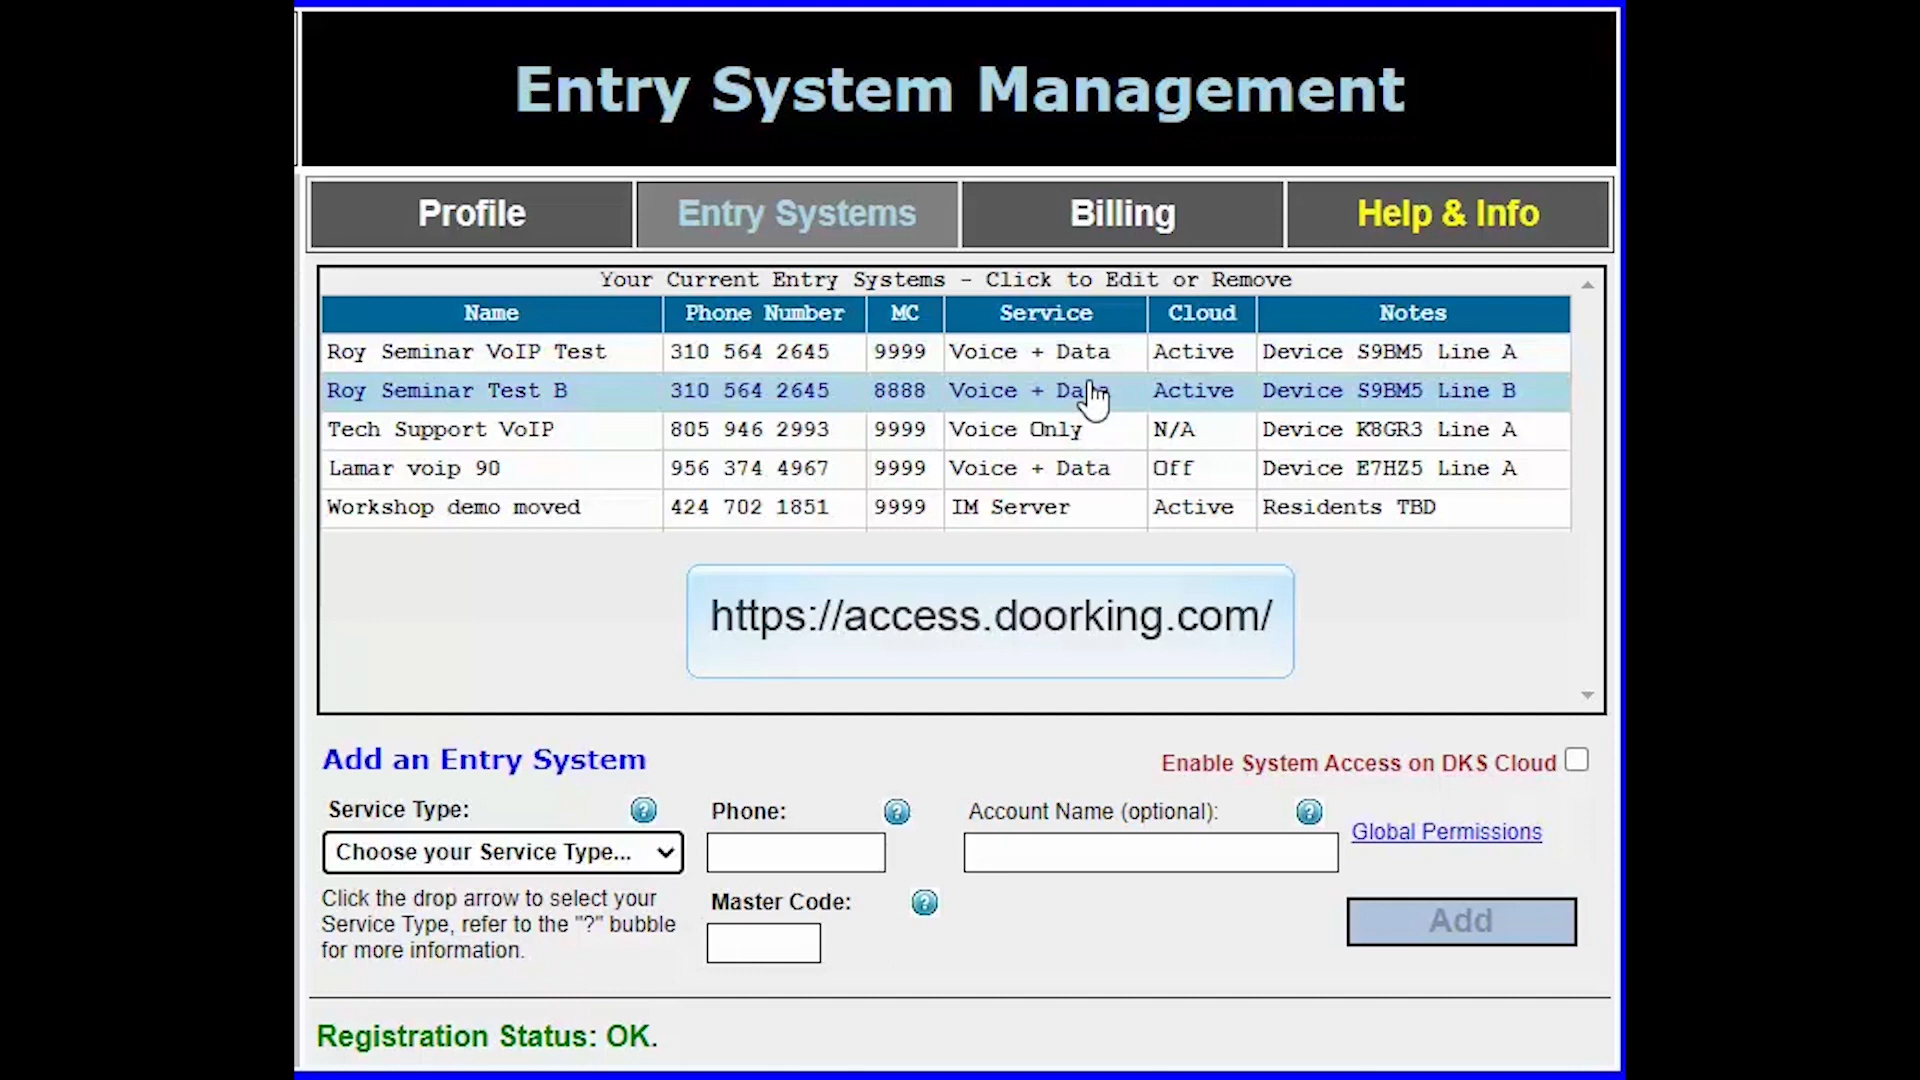 Entry System Management
Profile Entry Systems Billing Help & Info
Your Current Entry Systems - Click to Edit or Remove
Name Phone Number MC Service Cloud Notes
Roy Seminar VoIP Test 310 564 2645 9999 Voice + Data Active Device S9BM5 Line A
Roy Seminar Test B 310 564 2645 8888 Voice + Data Active Device S9BM5 Line B
Tech Support VoIP 805 946 2993 9999 Voice Only N/A Device K8GR3 Line A
Lamar voip 90 956 374 4967 9999 Voice + Data Off Device E7HZ5 Line A
Workshop demo moved 424 702 1851 9999 IM Server Active Residents TBD
https://access.doorking.com/
Add an Entry System Enable System Access on DKS Cloud
Service Type: ? Phone: ? Account Name (optional): ? Global Permissions
Choose your Service Type...
Click the drop arrow to select your
Service Type, refer to the "?" bubble
for more information.
Master Code: ?
Add
Registration Status: OK.